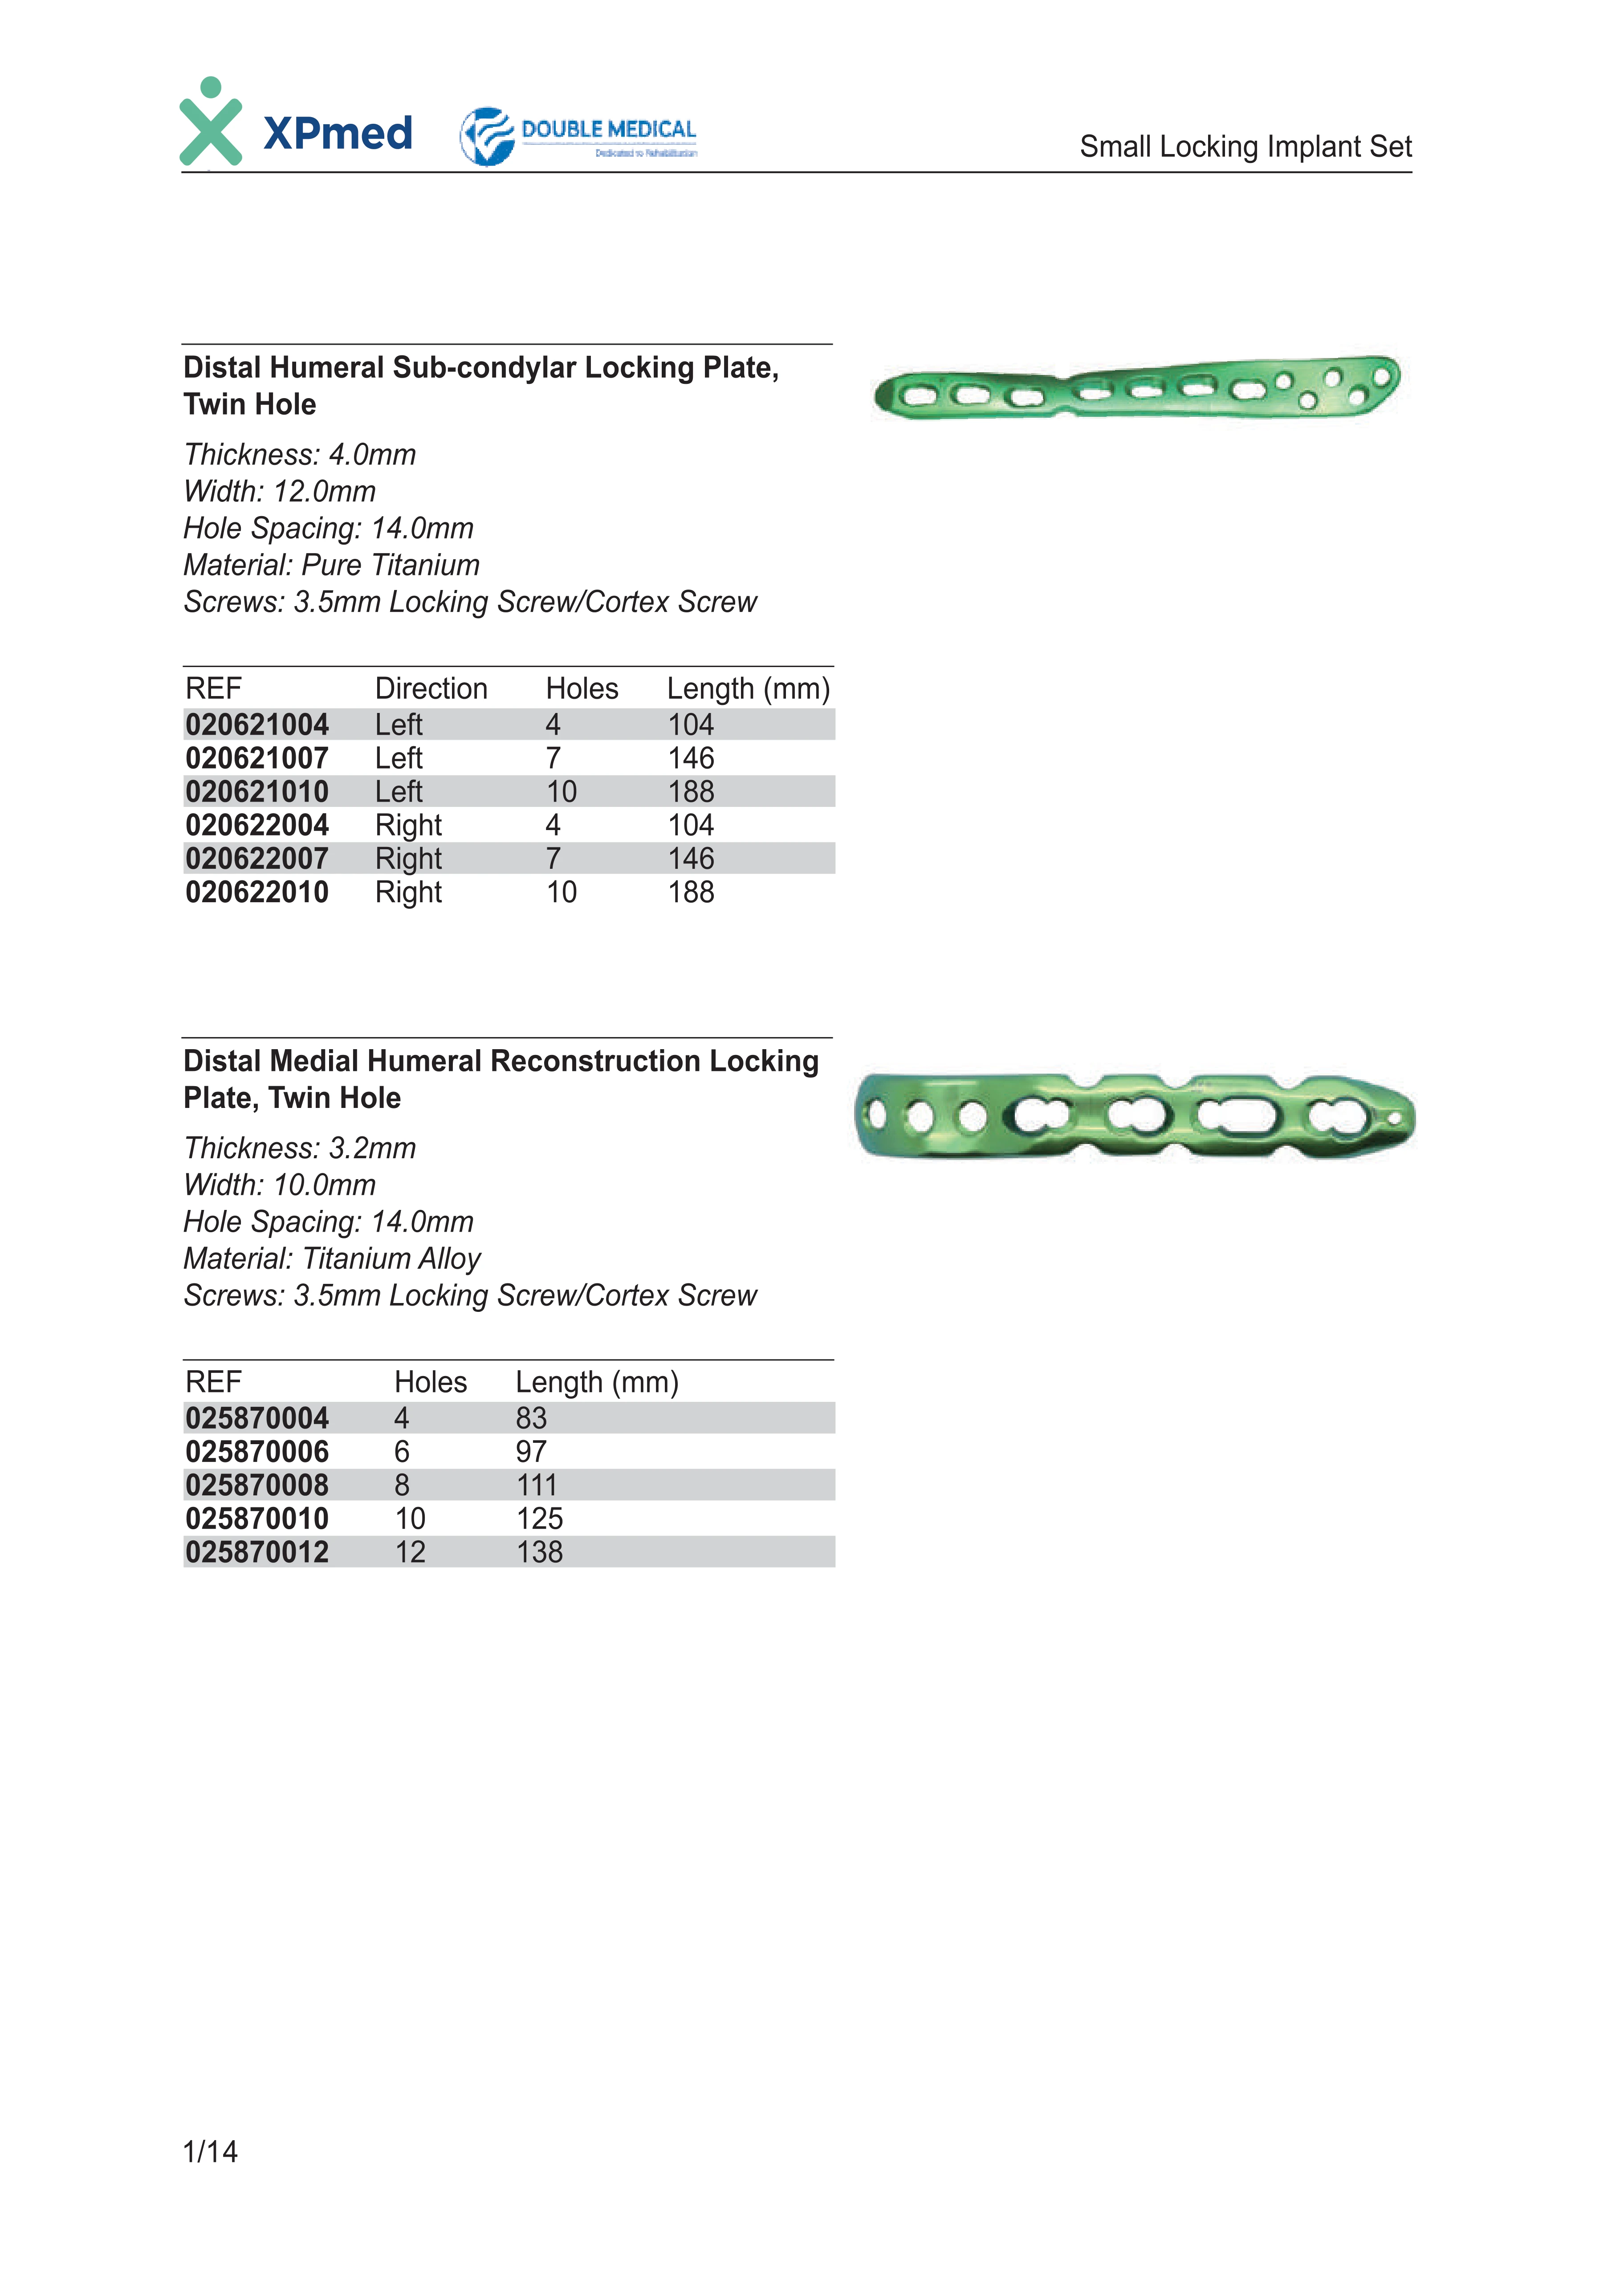 XPmed
DOUBLE MEDICAL
Dedicated to Rehabilitation
Small Locking Implant Set
Distal Humeral Sub-condylar Locking Plate,
Twin Hole
Thickness: 4.0mm
Width: 12.0mm
Hole Spacing: 14.0mm
Material: Pure Titanium
Screws: 3.5mm Locking Screw/Cortex Screw
REF Direction Holes Length (mm)
020621004 Left 4 104
020621007 Left 7 146
020621010 Left 10 188
020622004 Right 4 104
020622007 Right 7 146
020622010 Right 10 188
Distal Medial Humeral Reconstruction Locking
Plate, Twin Hole
Thickness: 3.2mm
Width: 10.0mm
Hole Spacing: 14.0mm
Material: Titanium Alloy
Screws: 3.5mm Locking Screw/Cortex Screw
REF Holes Length (mm)
025870004 4 83
025870006 6 97
025870008 8 111
025870010 10 125
025870012 12 138
1/14